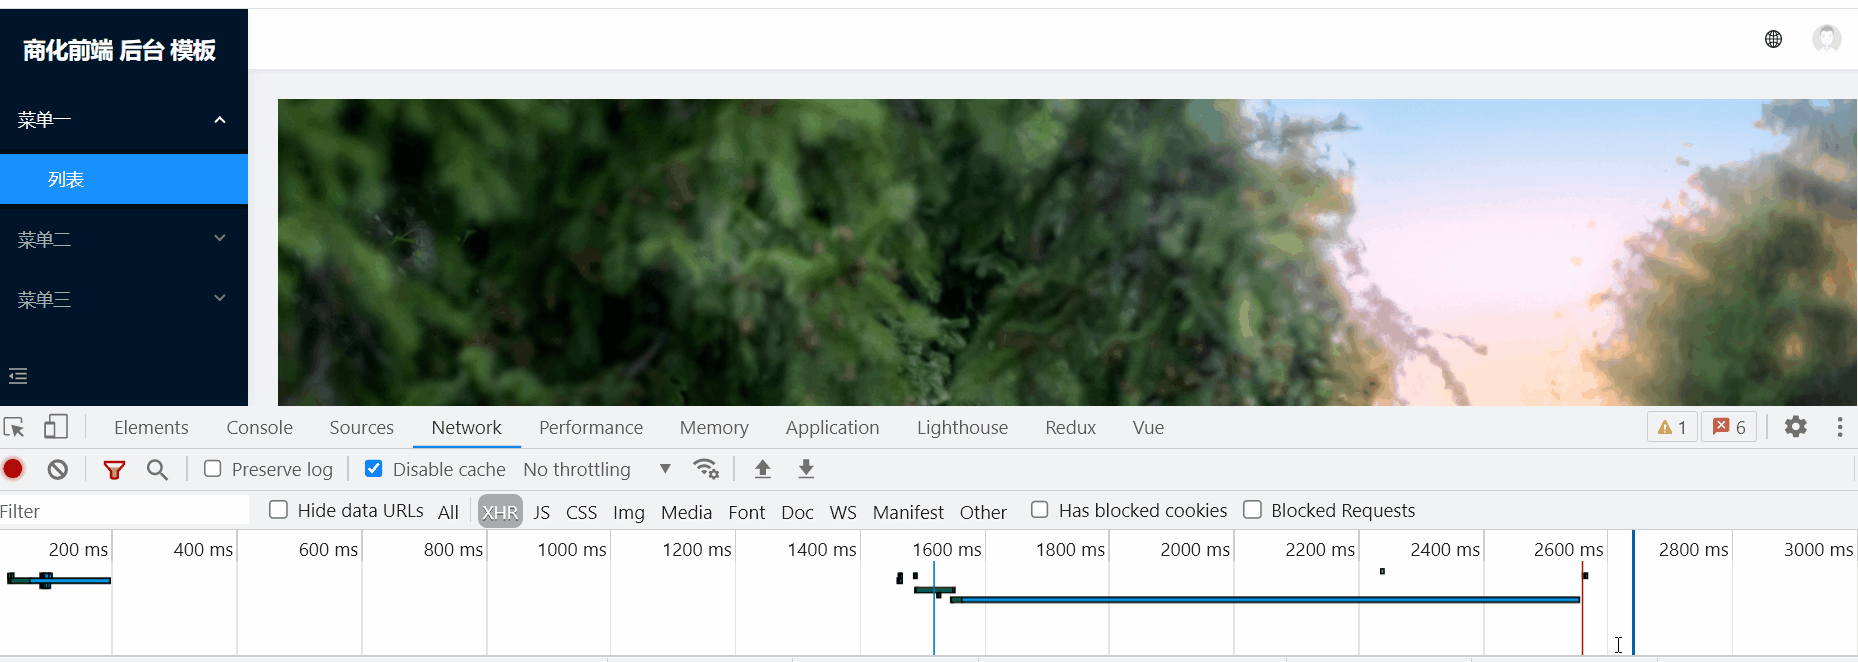 商化前端 后台 模板
菜单一
列表
菜单二
菜单三
Elements Console Sources Network Performance Memory Application Lighthouse Redux Vue 1 6
Preserve log Disable cache No throttling
Filter Hide data URLs All XHR JS CSS Img Media Font Doc WS Manifest Other Has blocked cookies Blocked Requests
200 ms 400 ms 600 ms 800 ms 1000 ms 1200 ms 1400 ms 1600 ms 1800 ms 2000 ms 2200 ms 2400 ms 2600 ms 2800 ms 3000 ms